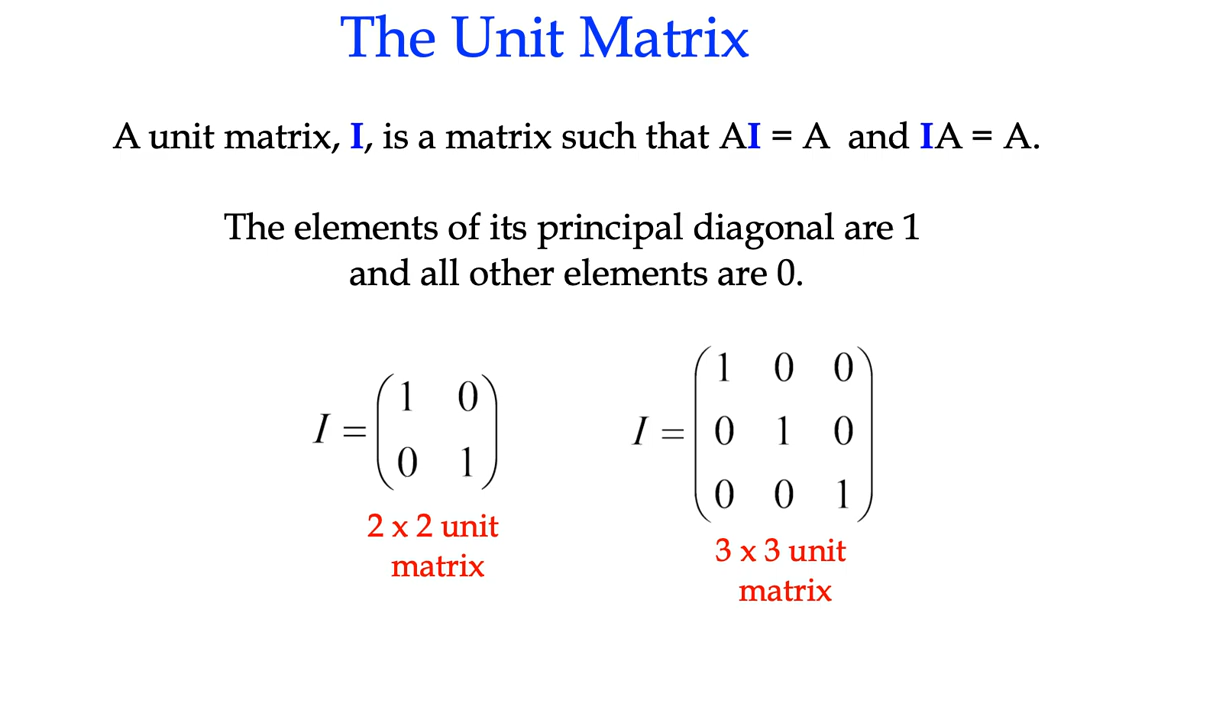 The Unit Matrix
A unit matrix, I, is a matrix such that AI = A and IA = A.
The elements of its principal diagonal are 1
and all other elements are 0.
I = (1 0
0 1)
2 x 2 unit
matrix
I = (1 0 0
0 1 0
0 0 1)
3 x 3 unit
matrix